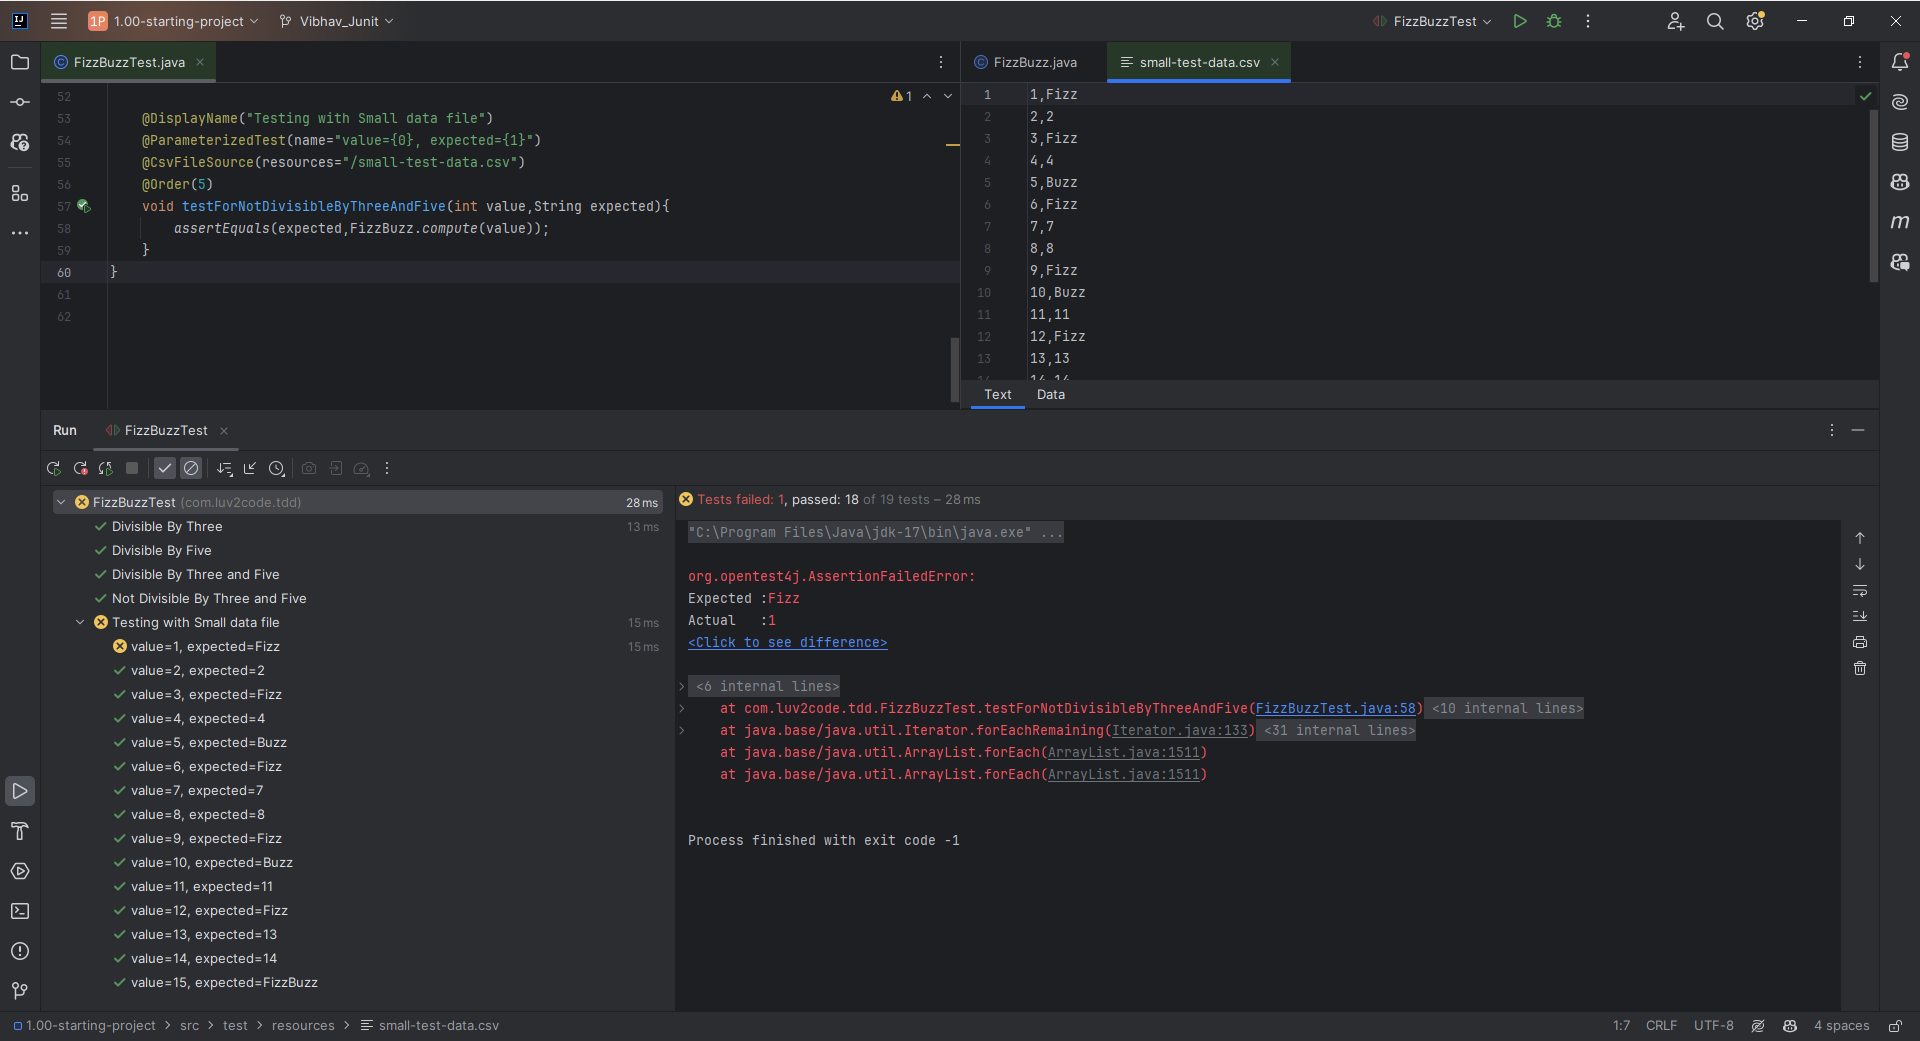 IJ 1P 1.00-starting-project Vibhav_Junit FizzBuzzTest
FizzBuzzTest.java
1
52
53 @DisplayName("Testing with Small data file")
54 @ParameterizedTest(name="value={0}, expected={1}")
55 @CsvFileSource(resources="/small-test-data.csv")
56 @Order(5)
57 void testForNotDivisibleByThreeAndFive(int value,String expected){
58 assertEquals(expected,FizzBuzz.compute(value));
59 }
60 }
61
62
FizzBuzz.java small-test-data.csv
1 1,Fizz
2 2,2
3 3,Fizz
4 4,4
5 5,Buzz
6 6,Fizz
7 7,7
8 8,8
9 9,Fizz
10 10,Buzz
11 11,11
12 12,Fizz
13 13,13
14 14,14
Text Data
m
Run FizzBuzzTest
FizzBuzzTest (com.luv2code.tdd) 28 ms
Divisible By Three 13 ms
Divisible By Five
Divisible By Three and Five
Not Divisible By Three and Five
Testing with Small data file 15 ms
value=1, expected=Fizz 15 ms
value=2, expected=2
value=3, expected=Fizz
value=4, expected=4
value=5, expected=Buzz
value=6, expected=Fizz
value=7, expected=7
value=8, expected=8
value=9, expected=Fizz
value=10, expected=Buzz
value=11, expected=11
value=12, expected=Fizz
value=13, expected=13
value=14, expected=14
value=15, expected=FizzBuzz
Tests failed: 1, passed: 18 of 19 tests – 28 ms
"C:\Program Files\Java\jdk-17\bin\java.exe" ...
org.opentest4j.AssertionFailedError:
Expected :Fizz
Actual :1
<Click to see difference>
<6 internal lines>
at com.luv2code.tdd.FizzBuzzTest.testForNotDivisibleByThreeAndFive(FizzBuzzTest.java:58) <10 internal lines>
at java.base/java.util.Iterator.forEachRemaining(Iterator.java:133) <31 internal lines>
at java.base/java.util.ArrayList.forEach(ArrayList.java:1511)
at java.base/java.util.ArrayList.forEach(ArrayList.java:1511)
Process finished with exit code -1
1.00-starting-project > src > test > resources > small-test-data.csv
1:7 CRLF UTF-8 4 spaces